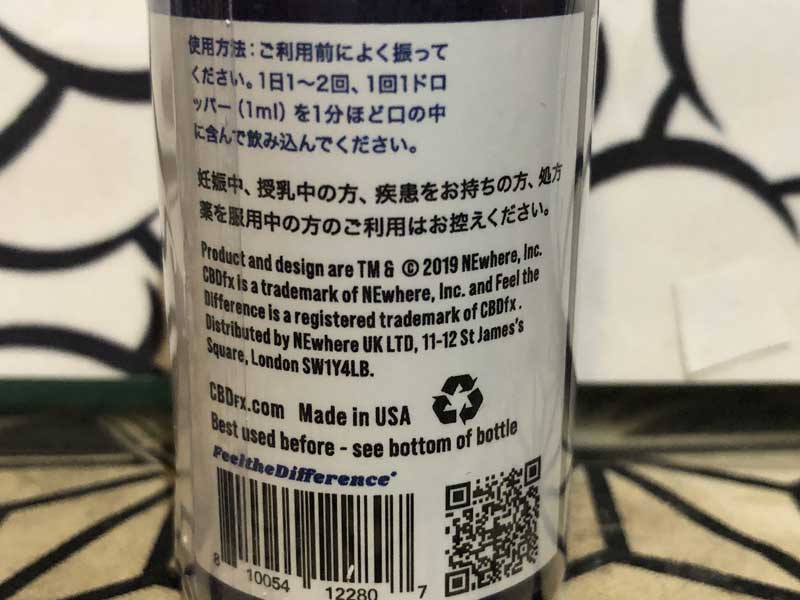 使用方法：ご利用前によく振って
ください。1日1～2回、1回1ドロ
ッパー（1ml）を1分ほど口の中
に含んで飲み込んでください。
妊娠中、授乳中の方、疾患をお持ちの方、処方
薬を服用中の方のご利用はお控えください。
Product and design are TM & © 2019 NEwhere, Inc.
CBDfx is a trademark of NEwhere, Inc. and Feel the
Difference is a registered trademark of CBDfx.
Distributed by NEwhere UK LTD, 11-12 St James's
Square, London SW1Y4LB.
CBDFX.com Made in USA
Best used before - see bottom of bottle
FeeltheDifference®
8 10054 12280 7